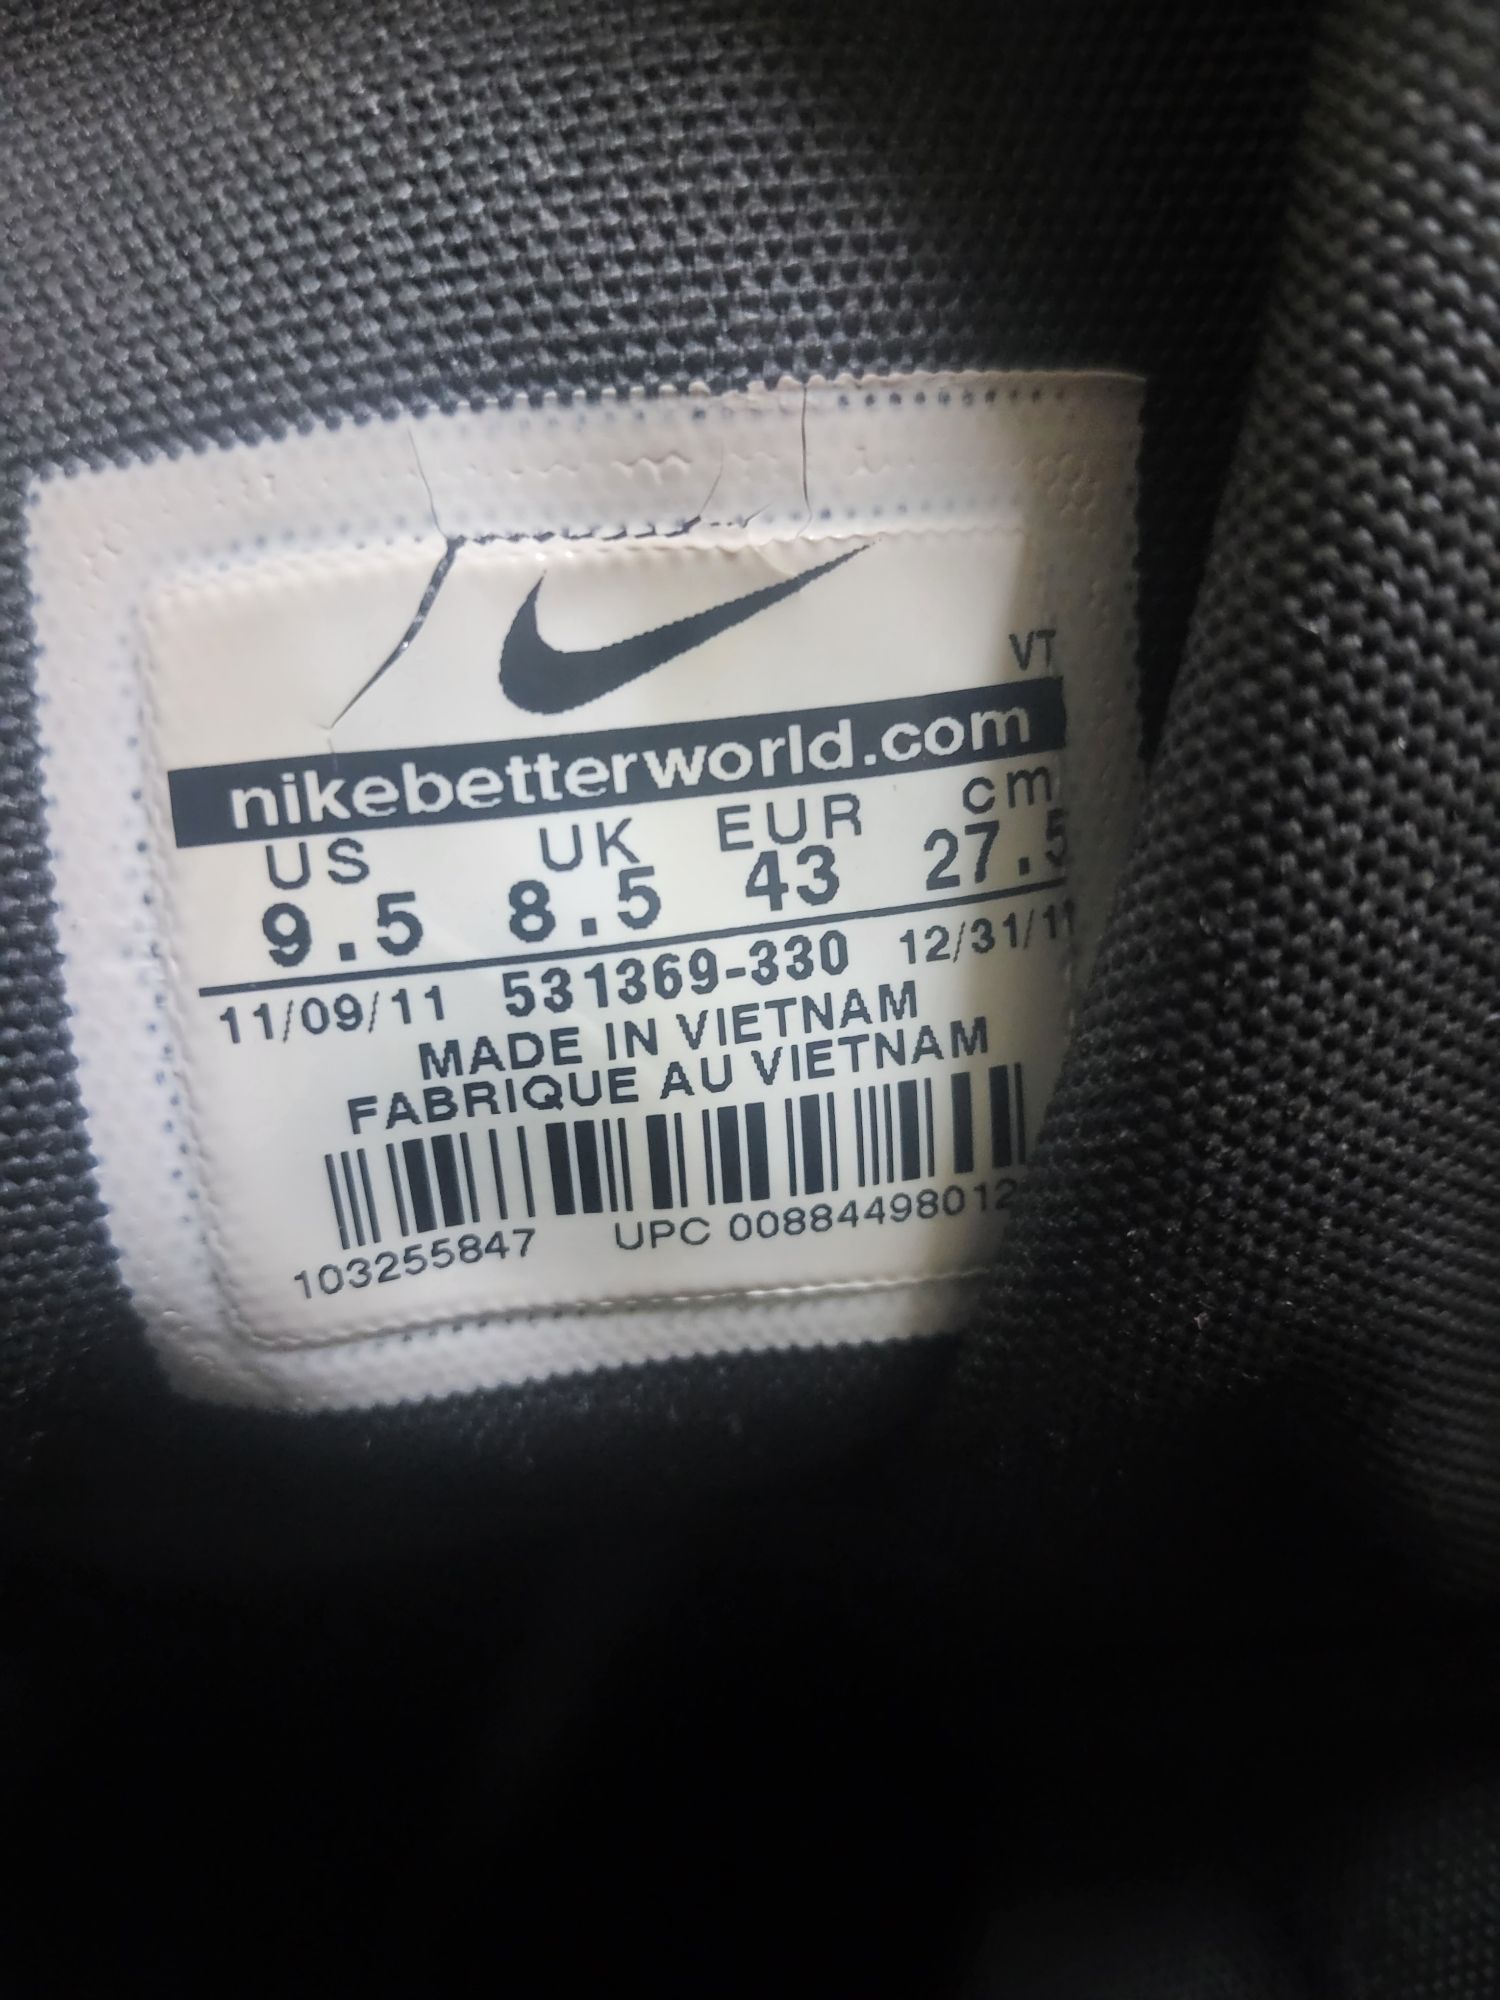 VT
nikebetterworld.com
US UK EUR cm
9.5 8.5 43 27.5
11/09/11 531369-330 12/31/11
MADE IN VIETNAM
FABRIQUE AU VIETNAM
103255847 UPC 00884498012